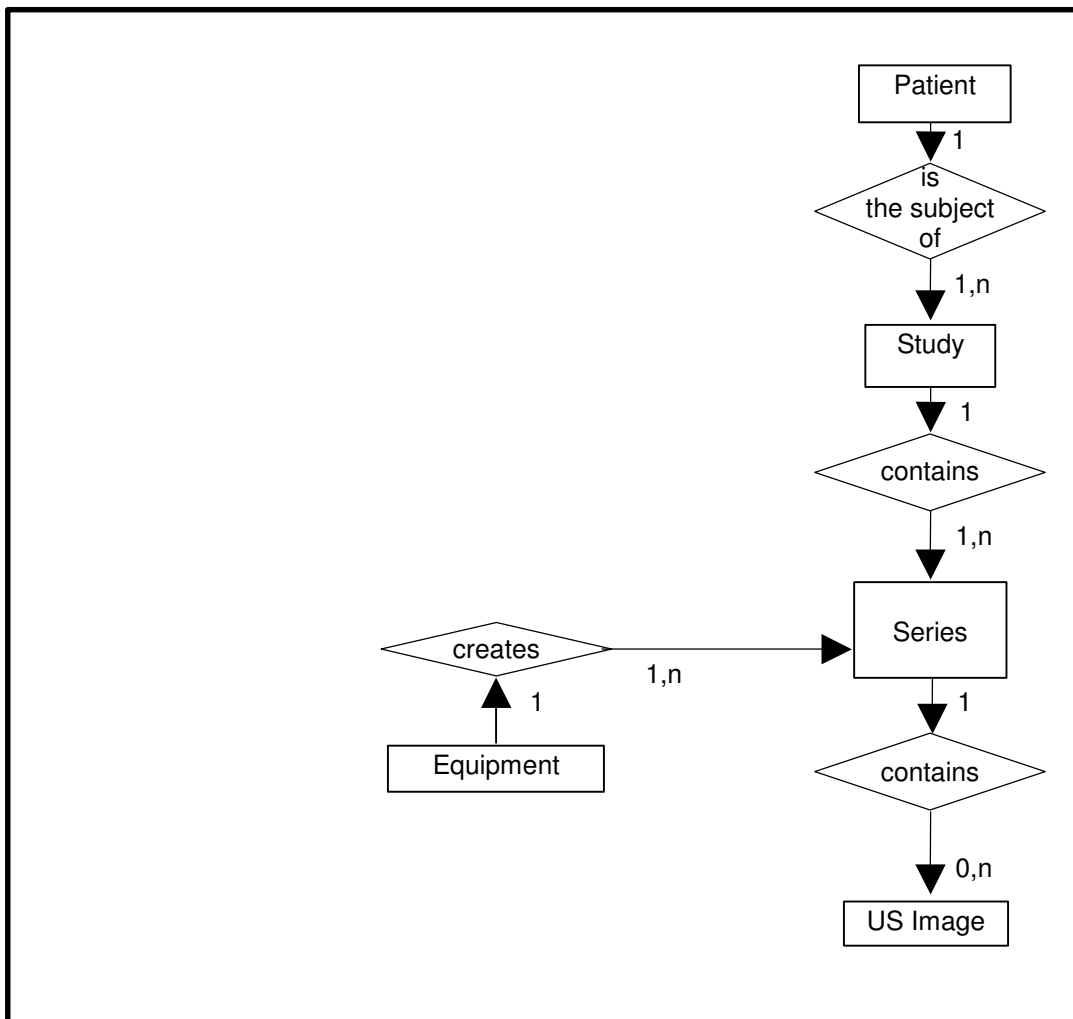 Patient
1
is
the subject
of
1,n
Study
1
contains
1,n
Series
creates
1,n
1
1
Equipment
contains
0,n
US Image